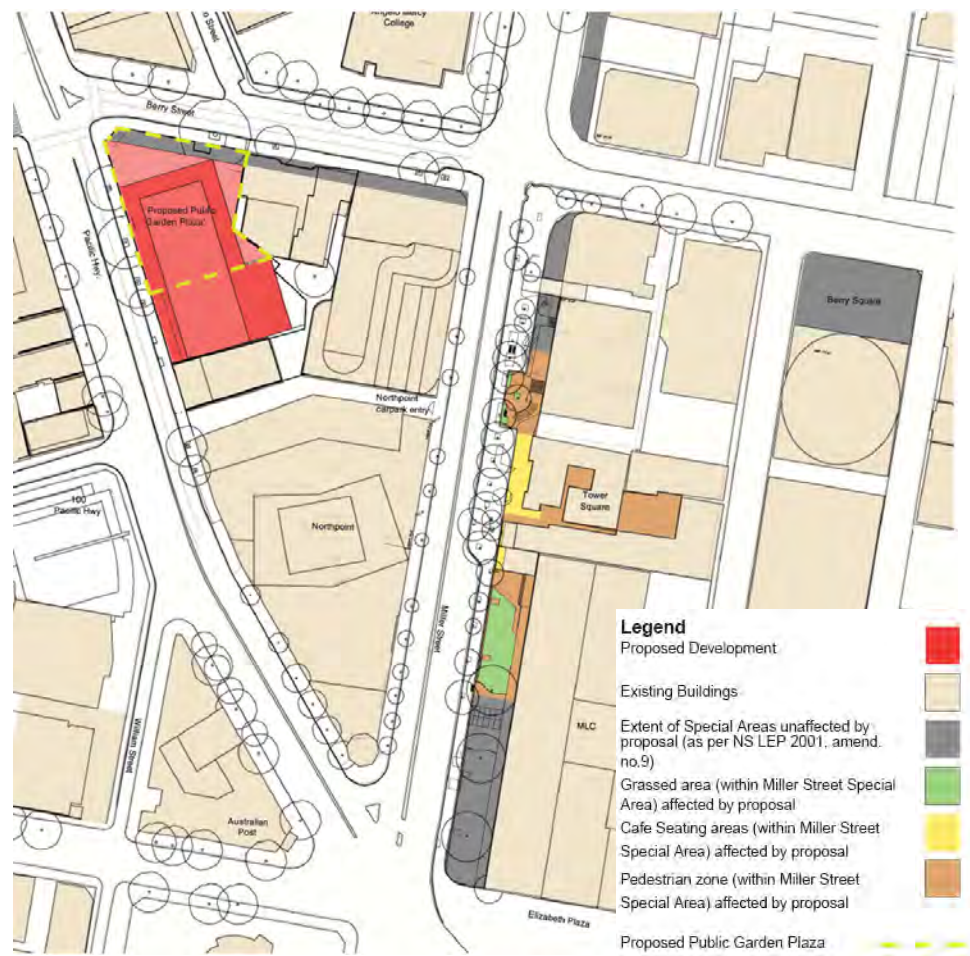 Angelo Mercy
College
Street
Berry Street
Proposed Public
Garden Plaza
Pacific Hwy.
Berry Square
Northpoint
carpark entry
100
Pacific Hwy
Tower
Square
Northpoint
Miller Street
MLC
William Street
Australian
Post
Elizabeth Plaza
Legend
Proposed Development
Existing Buildings
Extent of Special Areas unaffected by
proposal (as per NS LEP 2001, amend.
no.9)
Grassed area (within Miller Street Special
Area) affected by proposal
Cafe Seating areas (within Miller Street
Special Area) affected by proposal
Pedestrian zone (within Miller Street
Special Area) affected by proposal
Proposed Public Garden Plaza